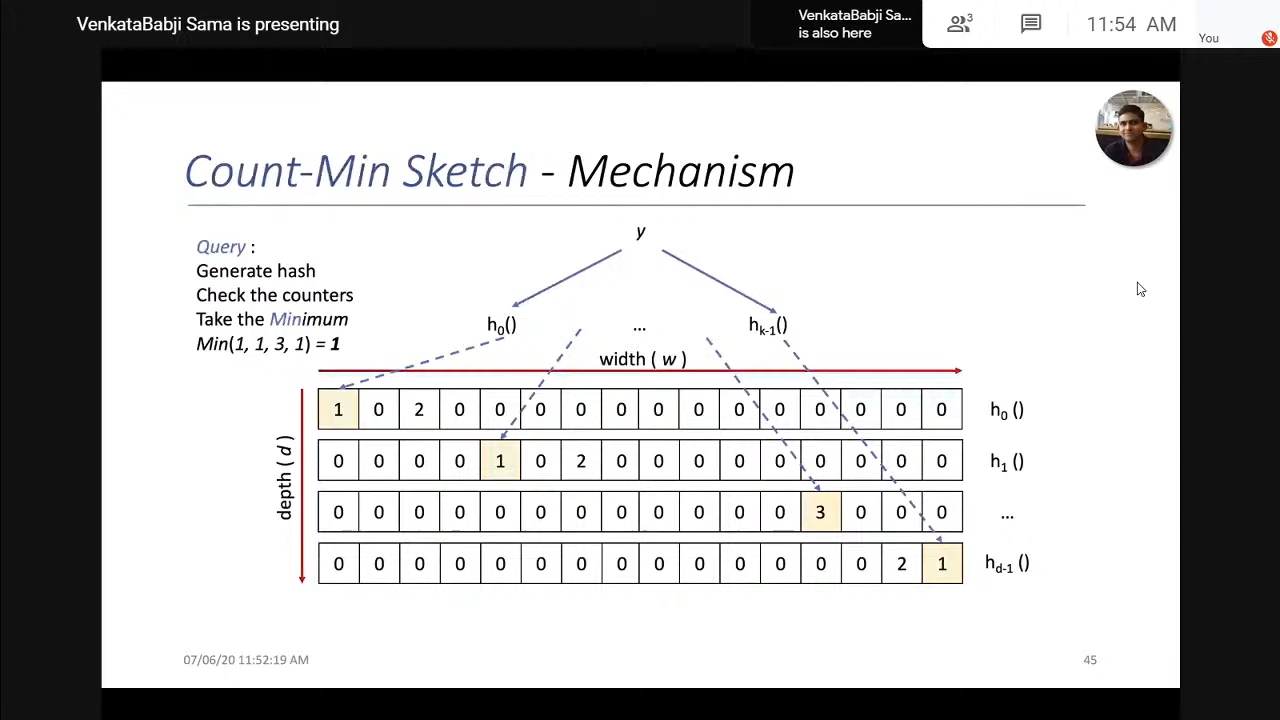 VenkataBabji Sama is presenting
VenkataBabji Sa...
is also here
3
11:54 AM
You
Count-Min Sketch - Mechanism
Query :
Generate hash
Check the counters
Take the Minimum
Min(1, 1, 3, 1) = 1
y
h0() ... hk-1()
width ( w )
depth ( d )
1 0 2 0 0 0 0 0 0 0 0 0 0 0 0 0 h0 ()
0 0 0 0 1 0 2 0 0 0 0 0 0 0 0 0 h1 ()
0 0 0 0 0 0 0 0 0 0 0 0 3 0 0 0 ...
0 0 0 0 0 0 0 0 0 0 0 0 0 0 2 1 hd-1 ()
07/06/20 11:52:19 AM
45